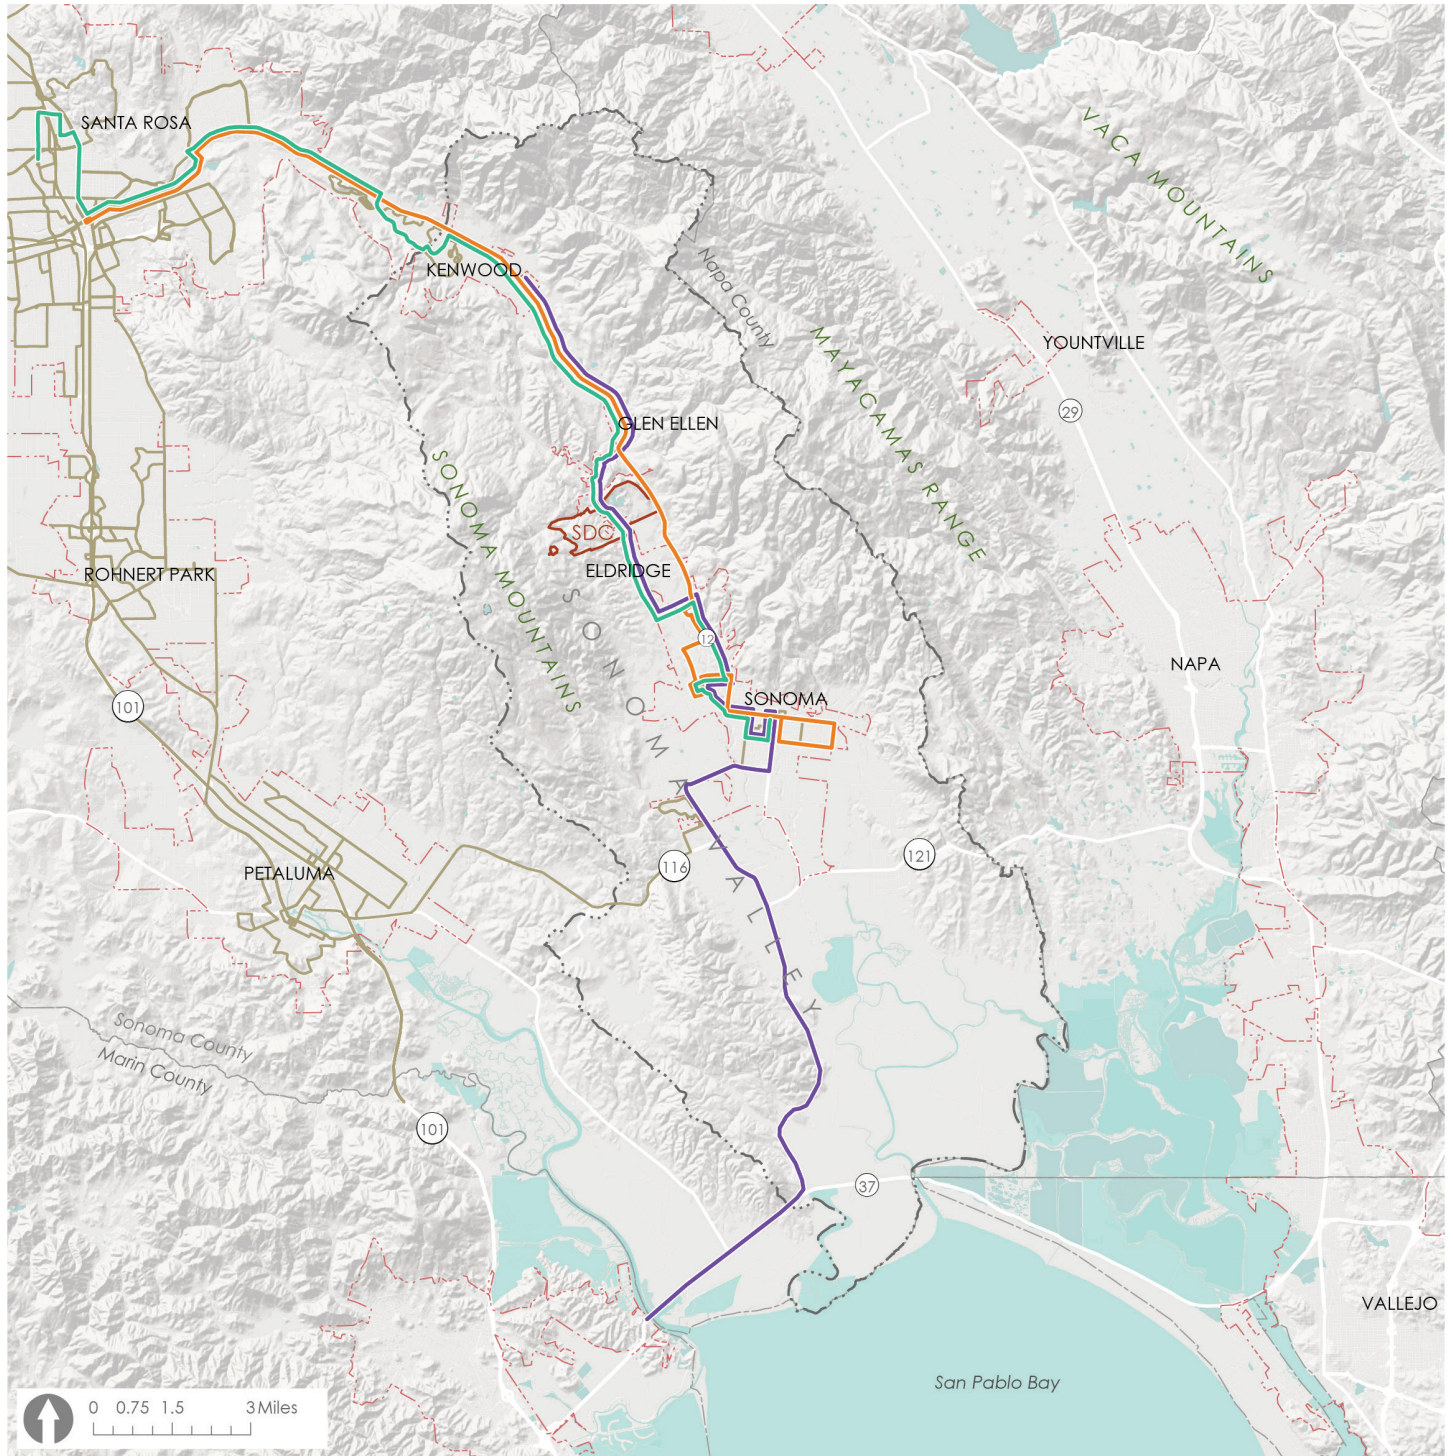 SANTA ROSA
VACA MOUNTAINS
KENWOOD
Napa County
YOUNTVILLE
MAYACAMAS RANGE
29
GLEN ELLEN
SONOMA MOUNTAINS
SDC
ELDRIDGE
ROHNERT PARK
SONOMA VALLEY
12
NAPA
SONOMA
101
116
121
PETALUMA
Sonoma County
Marin County
101
37
VALLEJO
San Pablo Bay
0 0.75 1.5 3 Miles